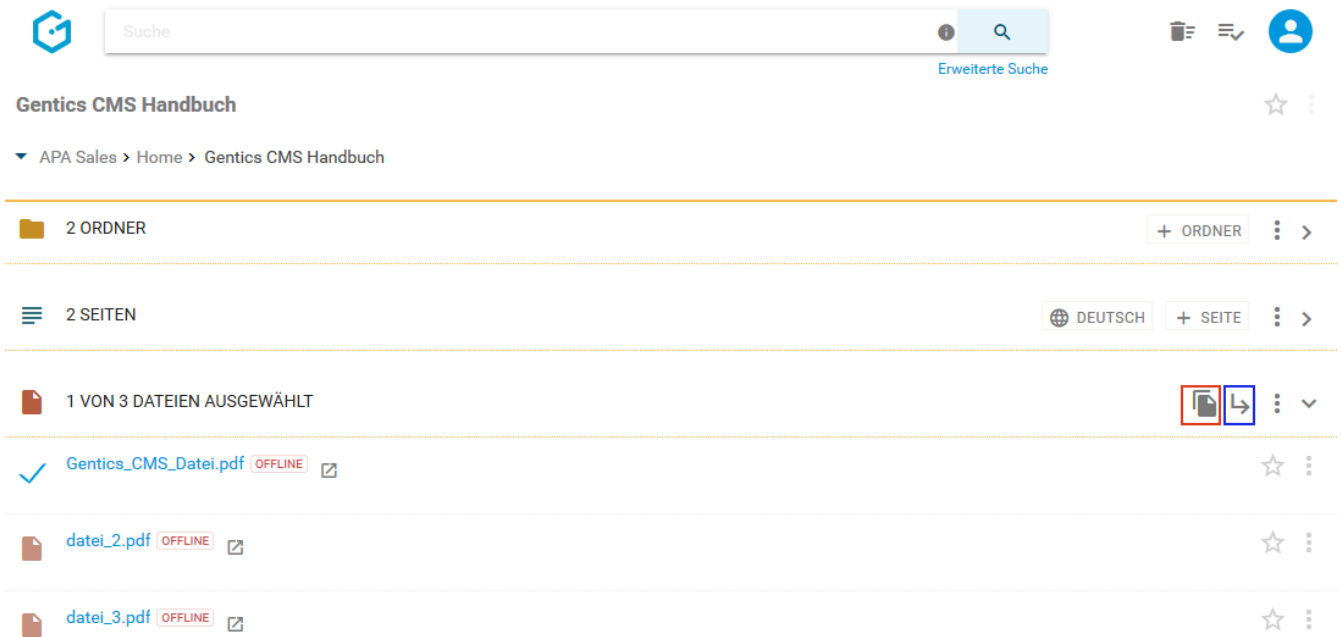 Suche
Erweiterte Suche
Gentics CMS Handbuch
APA Sales > Home > Gentics CMS Handbuch
2 ORDNER + ORDNER
2 SEITEN DEUTSCH + SEITE
1 VON 3 DATEIEN AUSGEWÄHLT
Gentics_CMS_Datei.pdf OFFLINE
datei_2.pdf OFFLINE
datei_3.pdf OFFLINE